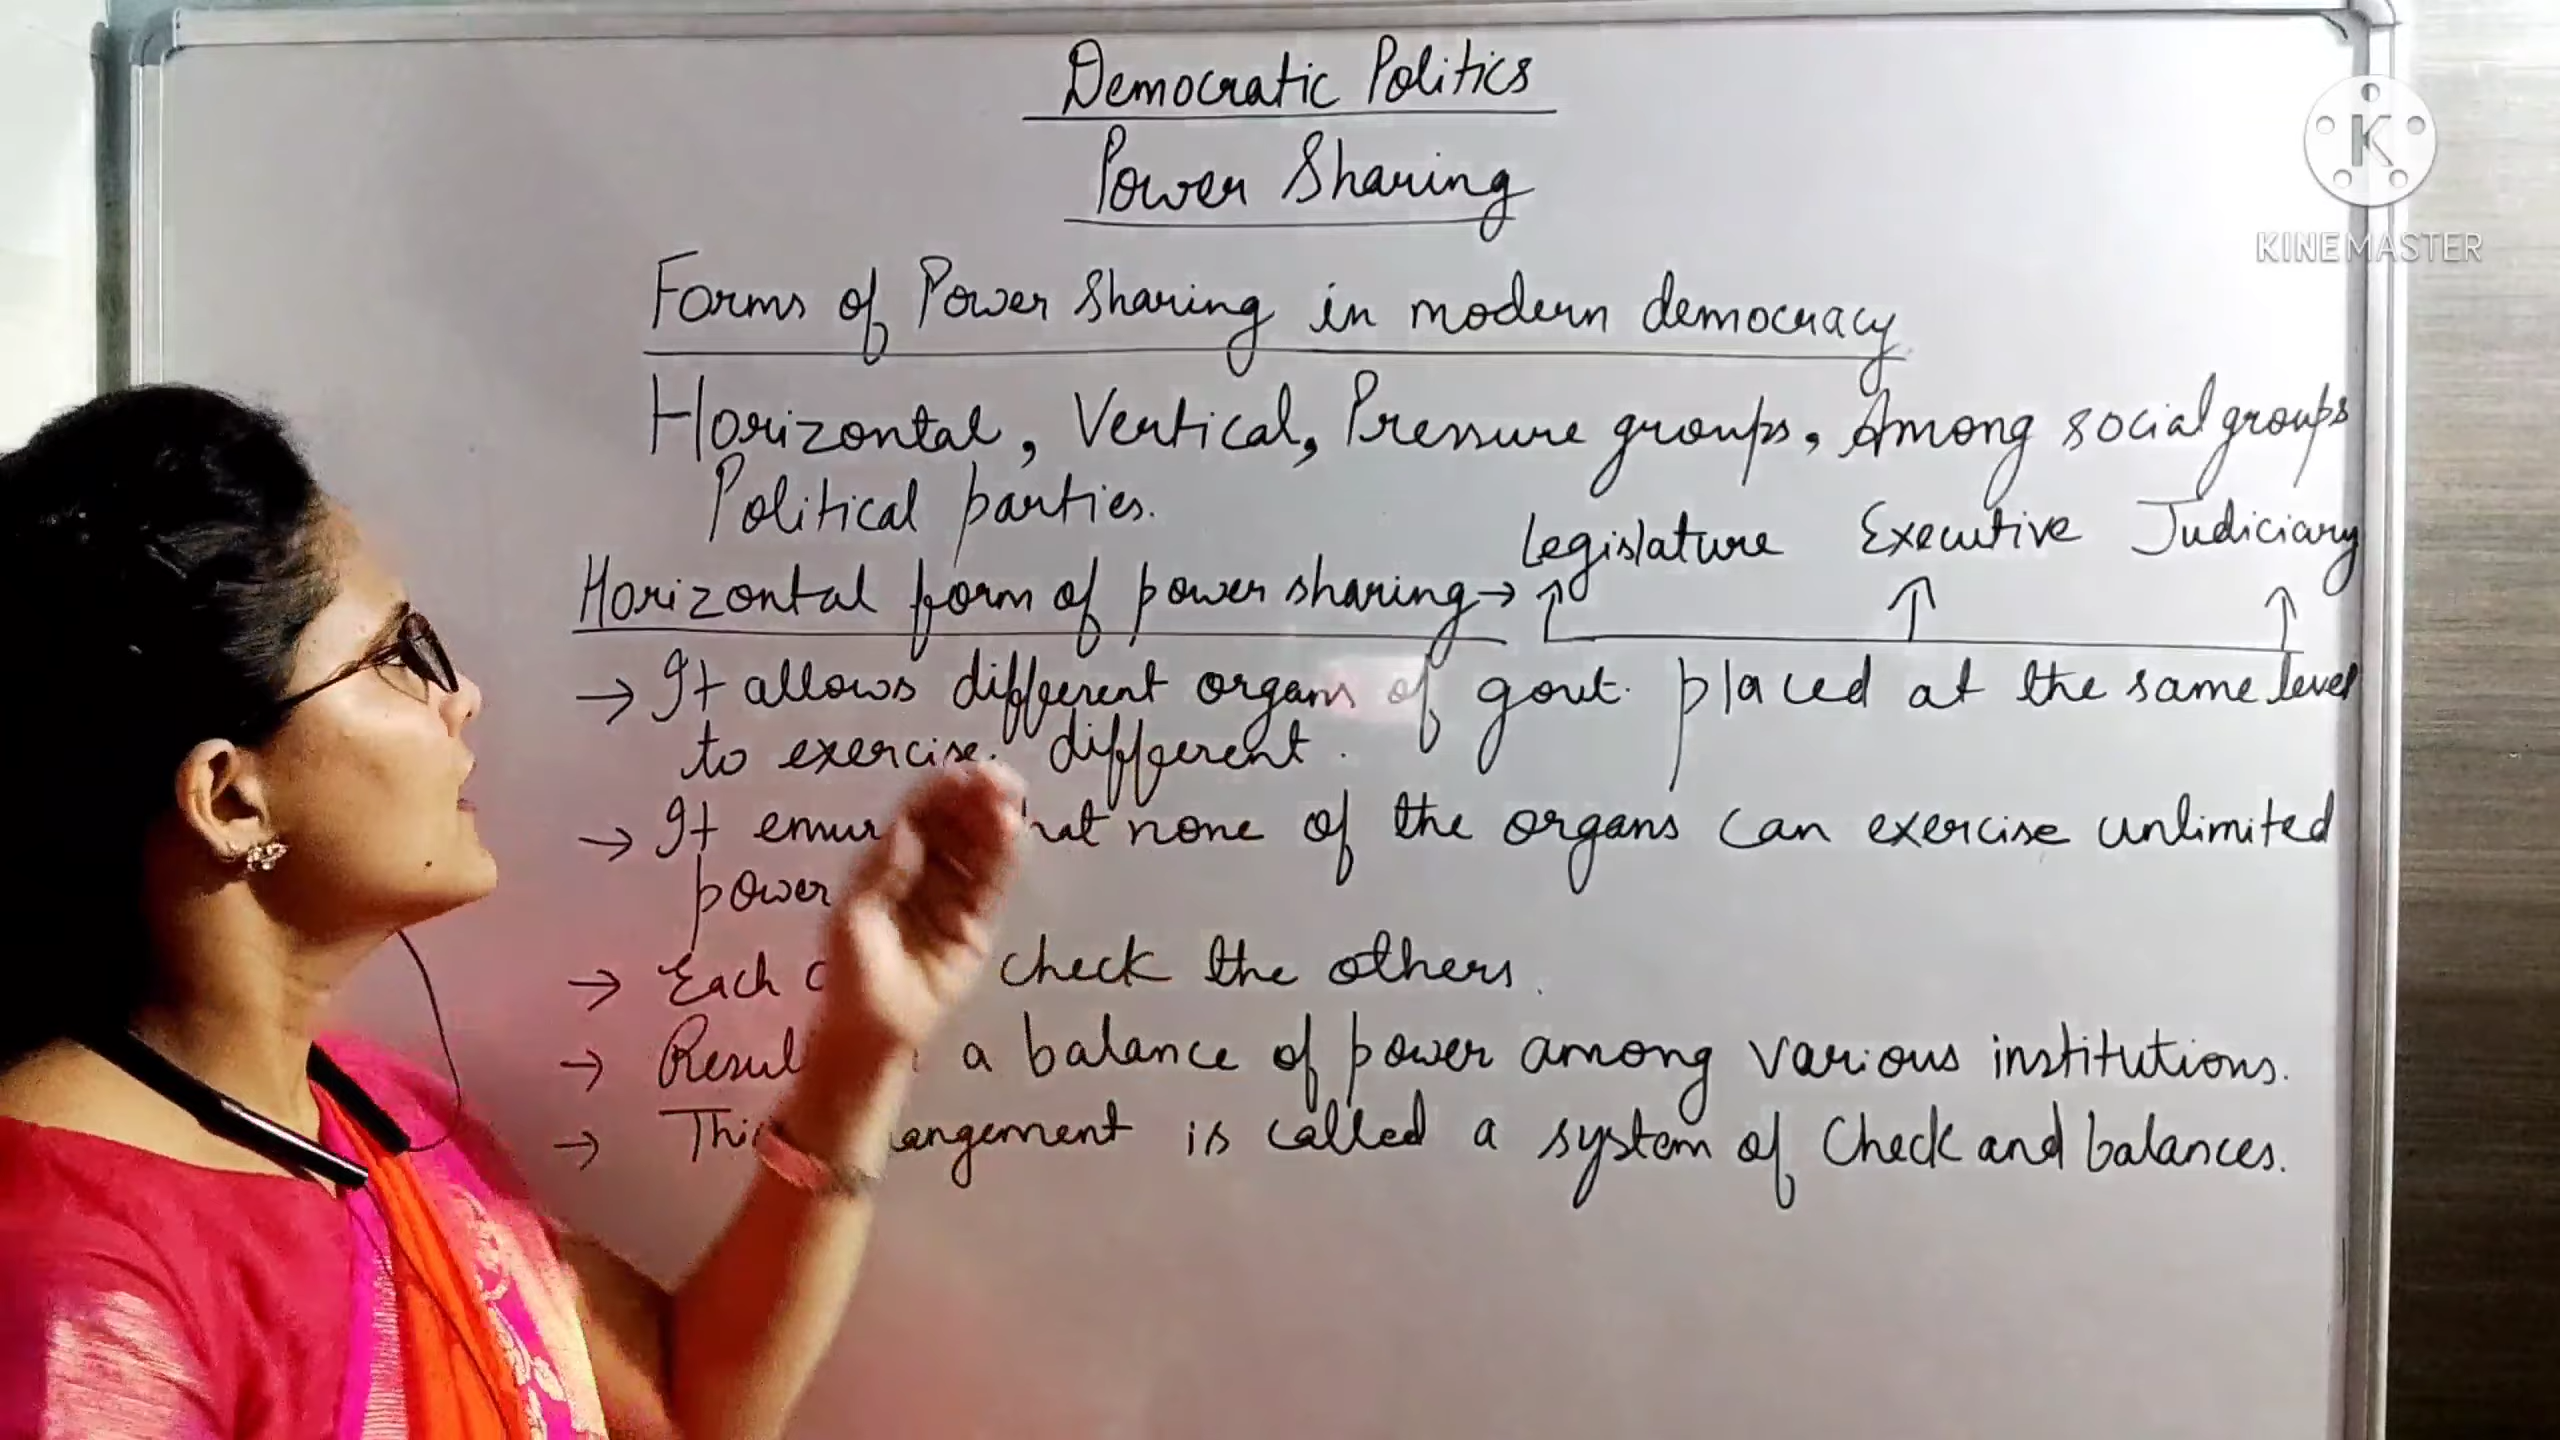 Democratic Politics
Power Sharing
KINEMASTER
Forms of Power Sharing in modern democracy
Horizontal, Vertical, Pressure groups, Among social groups
Political parties.
Legislature Executive Judiciary
Horizontal form of power sharing →
→ It allows different organs of govt. placed at the same level
to exercise different.
→ It none of the organs can exercise unlimited
power
→ Each check the others.
→ a balance of power among various institutions.
→ is called a system of Check and balances.